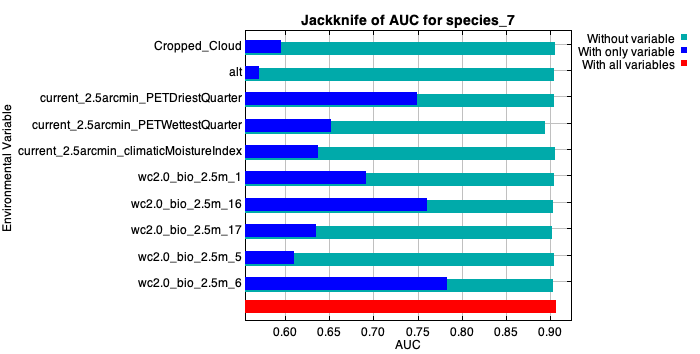 Jackknife of AUC for species_7
Without variable
With only variable
With all variables
Environmental Variable
Cropped_Cloud
alt
current_2.5arcmin_PETDriestQuarter
current_2.5arcmin_PETWettestQuarter
current_2.5arcmin_climaticMoistureIndex
wc2.0_bio_2.5m_1
wc2.0_bio_2.5m_16
wc2.0_bio_2.5m_17
wc2.0_bio_2.5m_5
wc2.0_bio_2.5m_6
0.60 0.65 0.70 0.75 0.80 0.85 0.90
AUC